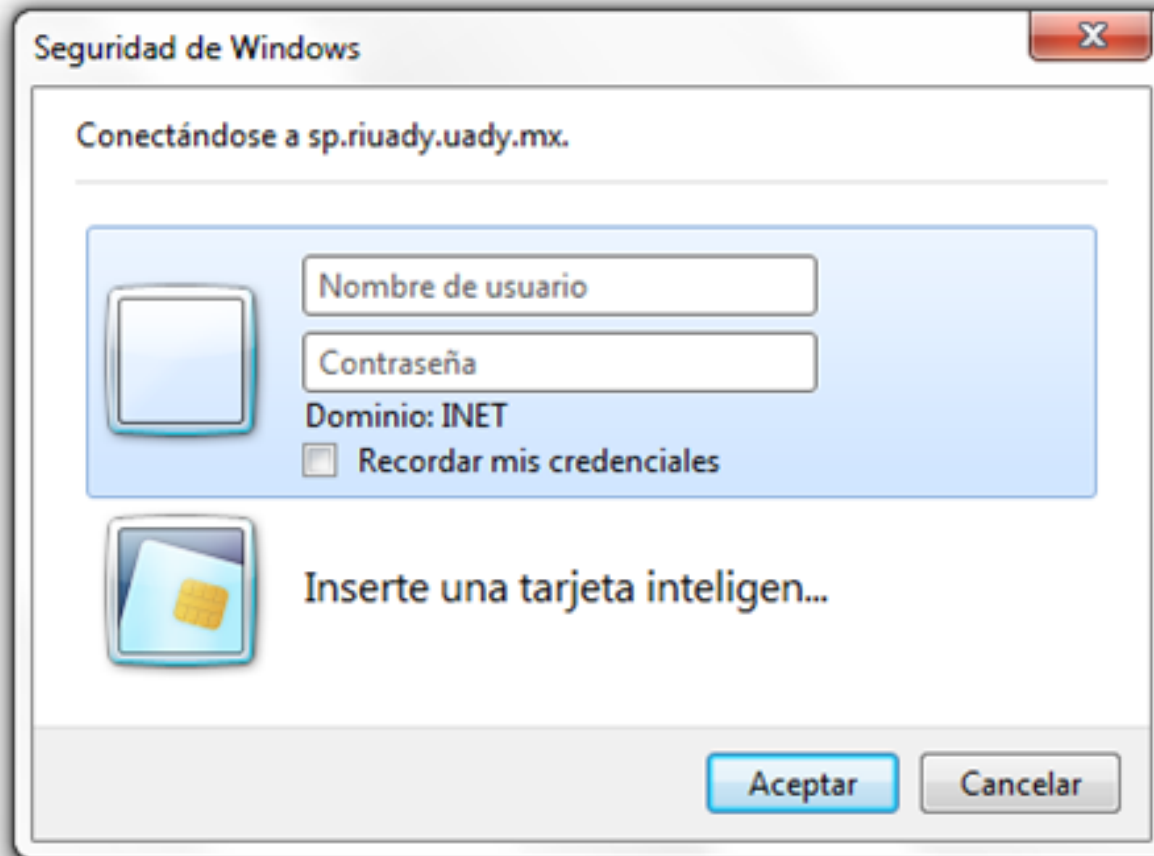 Seguridad de Windows
Conectándose a sp.riuady.uady.mx.
Nombre de usuario
Contraseña
Dominio: INET
Recordar mis credenciales
Inserte una tarjeta inteligen...
Aceptar
Cancelar